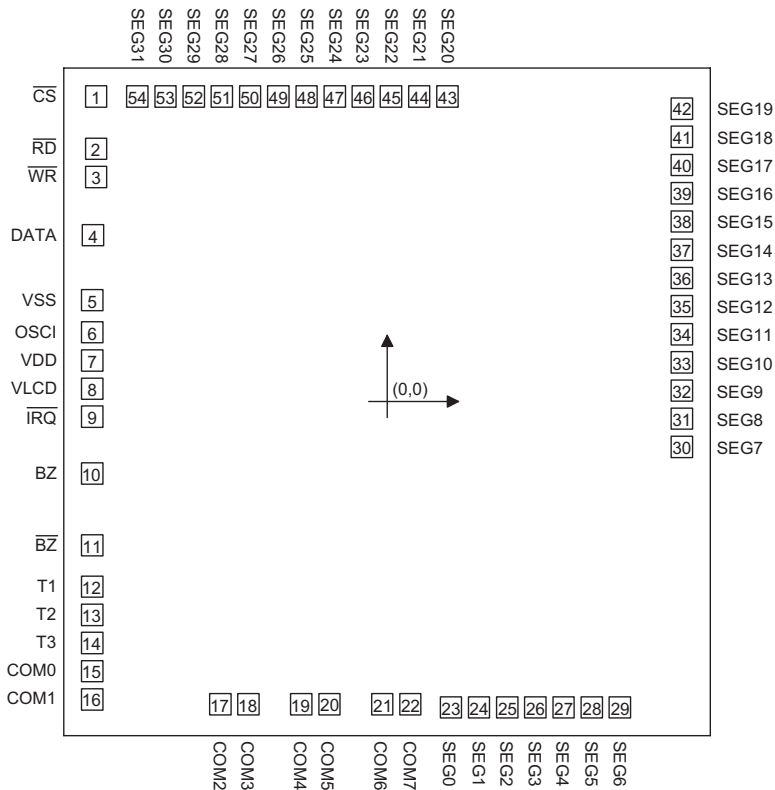 SEG31 SEG30 SEG29 SEG28 SEG27 SEG26 SEG25 SEG24 SEG23 SEG22 SEG21 SEG20
C̅S̅ 1 54 53 52 51 50 49 48 47 46 45 44 43
42 SEG19
41 SEG18
R̅D̅ 2
40 SEG17
W̅R̅ 3
39 SEG16
38 SEG15
DATA 4
37 SEG14
36 SEG13
VSS 5
35 SEG12
OSCI 6
34 SEG11
VDD 7
33 SEG10
VLCD 8
(0,0)
32 SEG9
I̅R̅Q̅ 9
31 SEG8
30 SEG7
BZ 10
B̅Z̅ 11
T1 12
T2 13
T3 14
COM0 15
COM1 16
17 18 19 20 21 22 23 24 25 26 27 28 29
COM2 COM3 COM4 COM5 COM6 COM7 SEG0 SEG1 SEG2 SEG3 SEG4 SEG5 SEG6